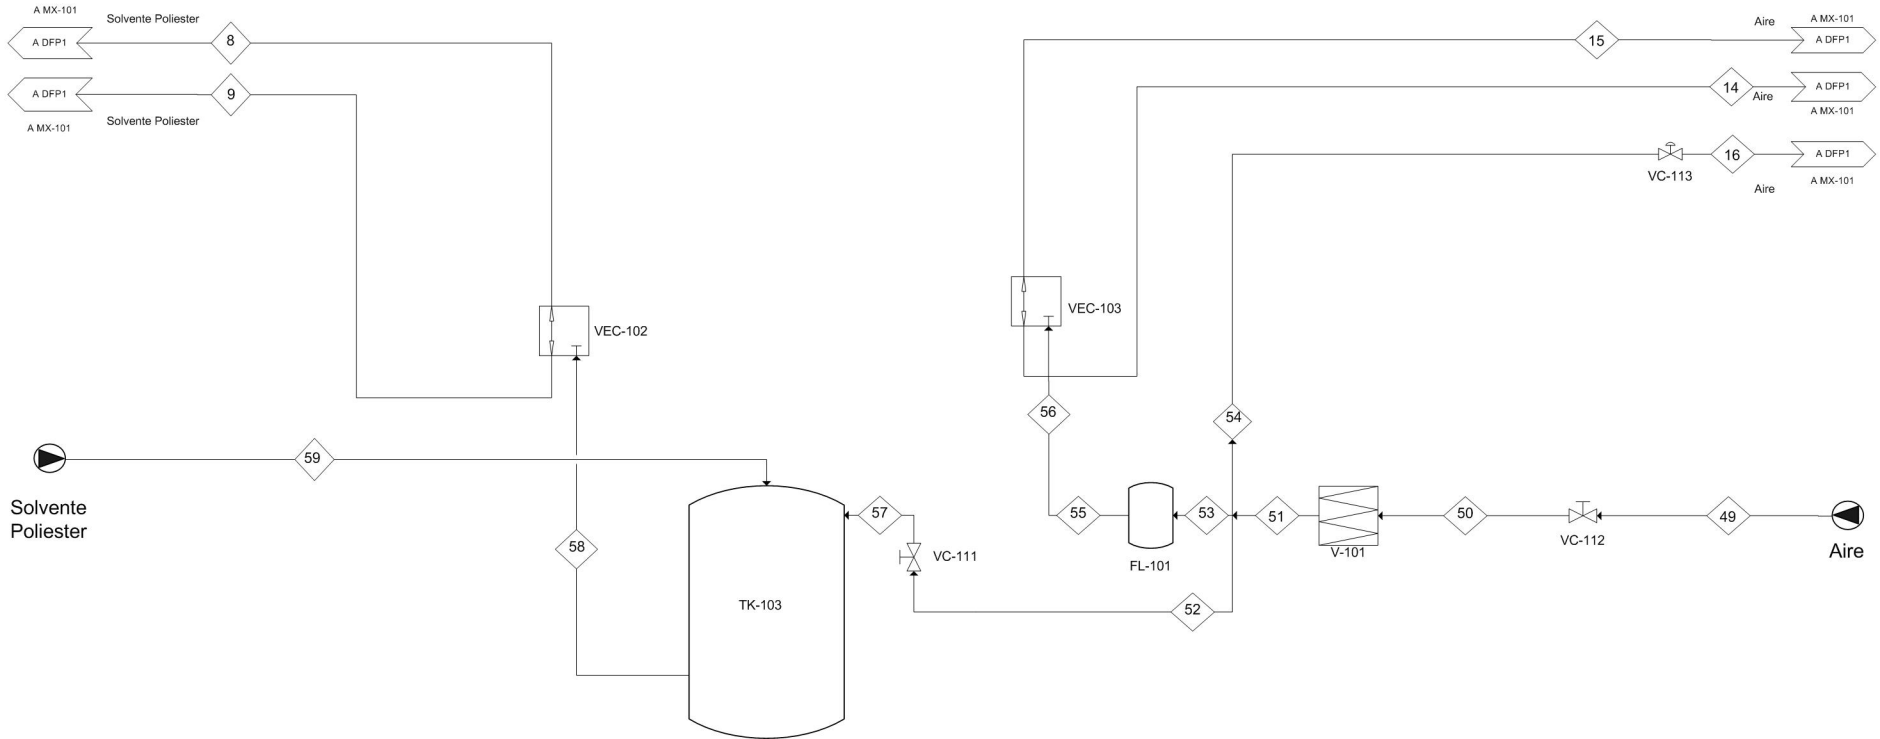 A MX-101
Solvente Poliester
A DFP1
8
A DFP1
9
Solvente Poliester
A MX-101
Aire
A MX-101
15
A DFP1
14
A DFP1
Aire
A MX-101
16
A DFP1
VC-113
A MX-101
Aire
VEC-102
VEC-103
56
54
59
Solvente
Poliester
58
57
VC-111
TK-103
55
53
51
50
49
FL-101
V-101
VC-112
Aire
52